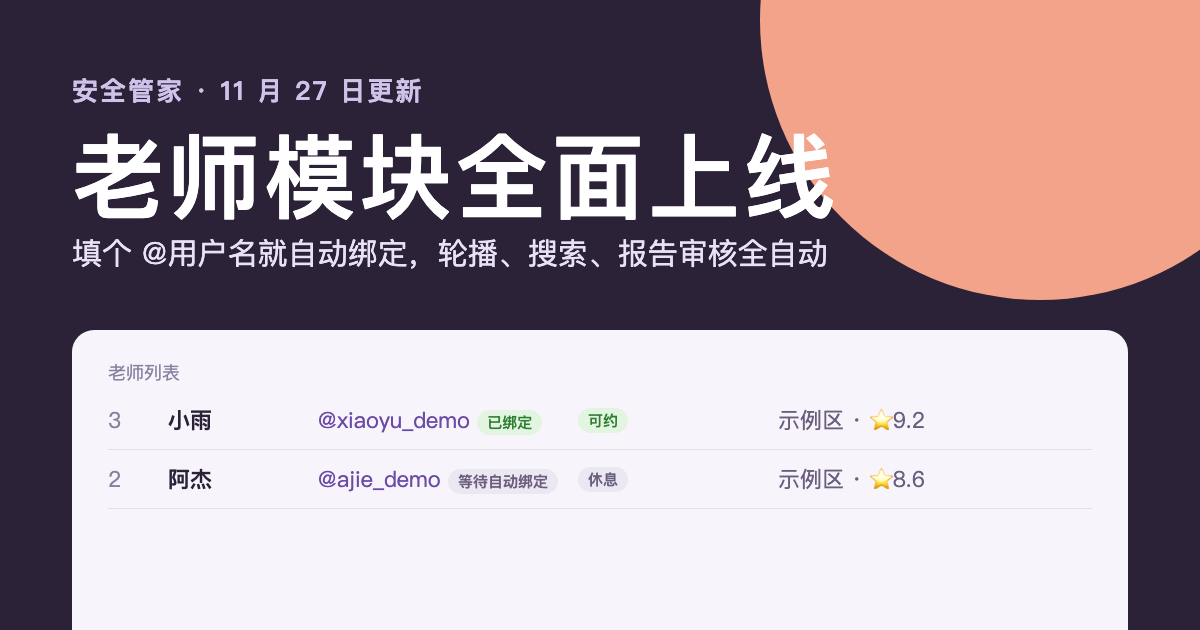 安全管家 · 11 月 27 日更新
老师模块全面上线
填个 @用户名就自动绑定，轮播、搜索、报告审核全自动
老师列表
3 小雨 @xiaoyu_demo 已绑定 可约 示例区 · ⭐9.2
2 阿杰 @ajie_demo 等待自动绑定 休息 示例区 · ⭐8.6